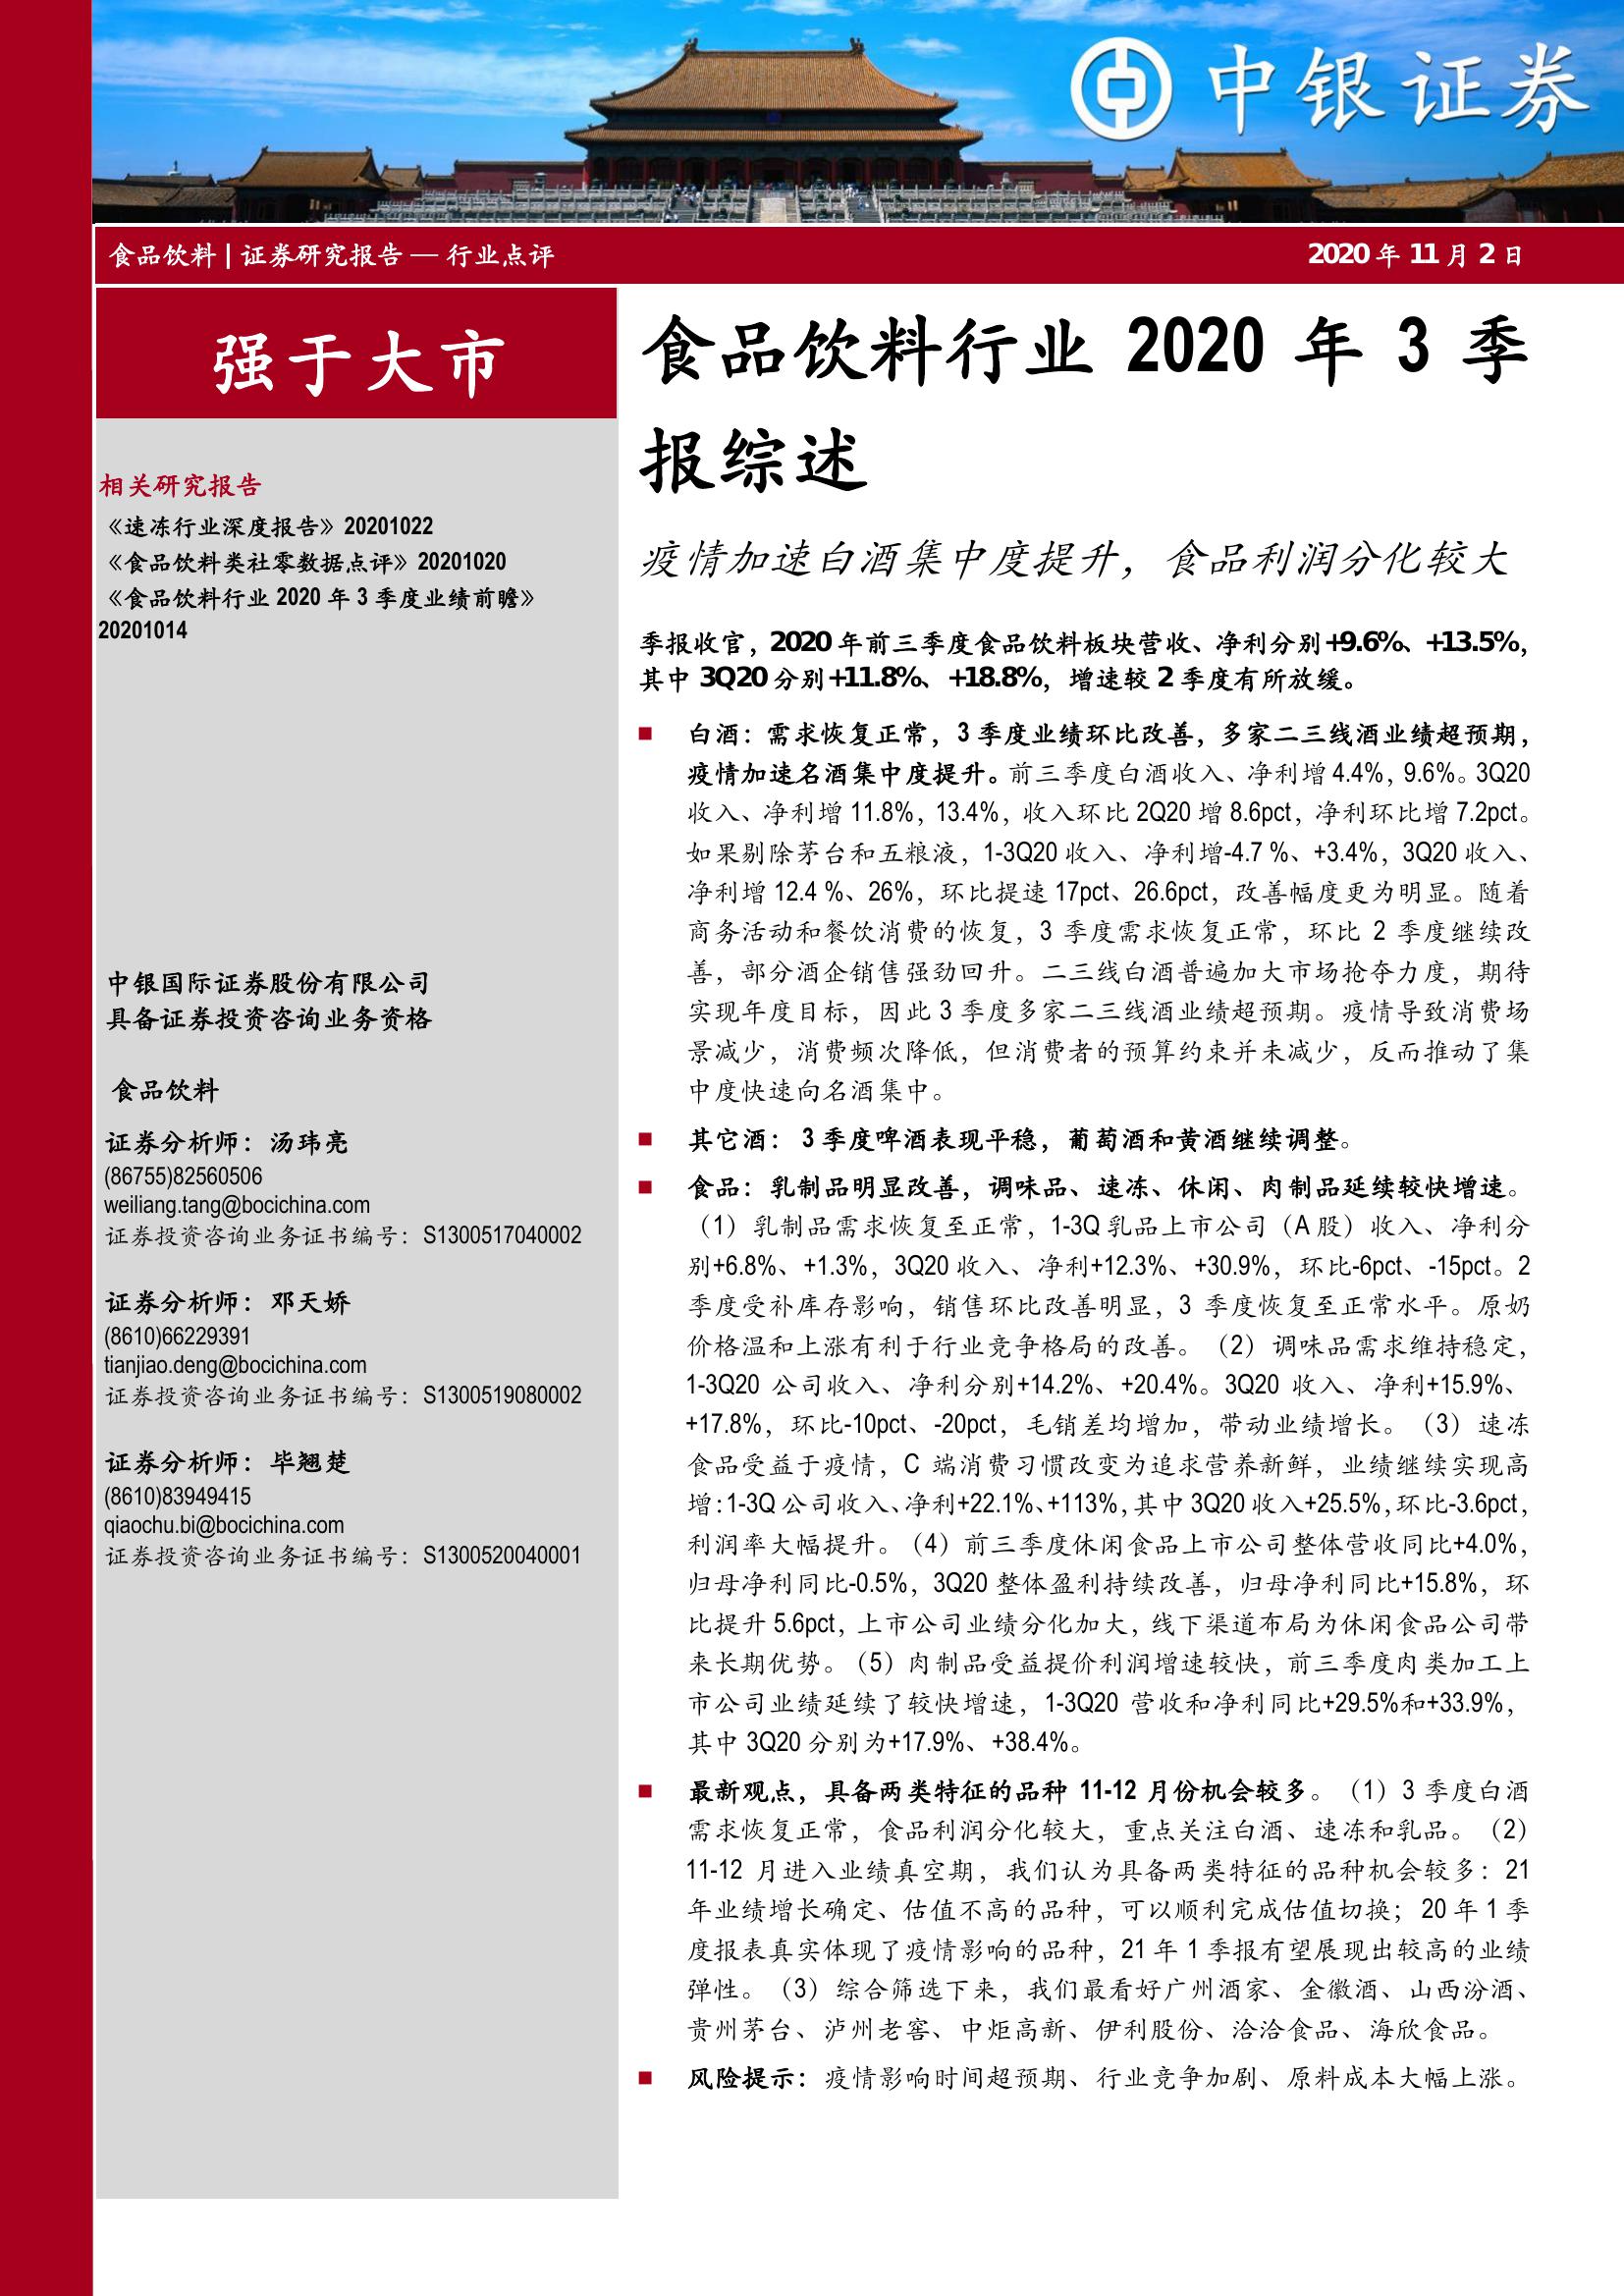 中银证券
食品饮料 | 证券研究报告 — 行业点评
2020 年 11 月 2 日
强于大市
相关研究报告
《速冻行业深度报告》20201022
《食品饮料类社零数据点评》20201020
《食品饮料行业 2020 年 3 季度业绩前瞻》
20201014
中银国际证券股份有限公司
具备证券投资咨询业务资格
食品饮料
证券分析师：汤玮亮
(86755)82560506
weiliang.tang@bocichina.com
证券投资咨询业务证书编号：S1300517040002
证券分析师：邓天娇
(8610)66229391
tianjiao.deng@bocichina.com
证券投资咨询业务证书编号：S1300519080002
证券分析师：毕翘楚
(8610)83949415
qiaochu.bi@bocichina.com
证券投资咨询业务证书编号：S1300520040001
食品饮料行业 2020 年 3 季
报综述
疫情加速白酒集中度提升，食品利润分化较大
季报收官，2020 年前三季度食品饮料板块营收、净利分别+9.6%、+13.5%，
其中 3Q20 分别+11.8%、+18.8%，增速较 2 季度有所放缓。
■ 白酒：需求恢复正常，3 季度业绩环比改善，多家二三线酒业绩超预期，
疫情加速名酒集中度提升。前三季度白酒收入、净利增 4.4%，9.6%。3Q20
收入、净利增 11.8%，13.4%，收入环比 2Q20 增 8.6pct，净利环比增 7.2pct。
如果剔除茅台和五粮液，1-3Q20 收入、净利增-4.7 %、+3.4%，3Q20 收入、
净利增 12.4 %、26%，环比提速 17pct、26.6pct，改善幅度更为明显。随着
商务活动和餐饮消费的恢复，3 季度需求恢复正常，环比 2 季度继续改
善，部分酒企销售强劲回升。二三线白酒普遍加大市场抢夺力度，期待
实现年度目标，因此 3 季度多家二三线酒业绩超预期。疫情导致消费场
景减少，消费频次降低，但消费者的预算约束并未减少，反而推动了集
中度快速向名酒集中。
■ 其它酒： 3 季度啤酒表现平稳，葡萄酒和黄酒继续调整。
■ 食品：乳制品明显改善，调味品、速冻、休闲、肉制品延续较快增速。
（1）乳制品需求恢复至正常，1-3Q 乳品上市公司（A 股）收入、净利分
别+6.8%、+1.3%，3Q20 收入、净利+12.3%、+30.9%，环比-6pct、-15pct。2
季度受补库存影响，销售环比改善明显，3 季度恢复至正常水平。原奶
价格温和上涨有利于行业竞争格局的改善。（2）调味品需求维持稳定，
1-3Q20 公司收入、净利分别+14.2%、+20.4%。3Q20 收入、净利+15.9%、
+17.8%，环比-10pct、-20pct，毛销差均增加，带动业绩增长。（3）速冻
食品受益于疫情，C 端消费习惯改变为追求营养新鲜，业绩继续实现高
增：1-3Q 公司收入、净利+22.1%、+113%，其中 3Q20 收入+25.5%，环比-3.6pct，
利润率大幅提升。（4）前三季度休闲食品上市公司整体营收同比+4.0%，
归母净利同比-0.5%，3Q20 整体盈利持续改善，归母净利同比+15.8%，环
比提升 5.6pct，上市公司业绩分化加大，线下渠道布局为休闲食品公司带
来长期优势。（5）肉制品受益提价利润增速较快，前三季度肉类加工上
市公司业绩延续了较快增速，1-3Q20 营收和净利同比+29.5%和+33.9%，
其中 3Q20 分别为+17.9%、+38.4%。
■ 最新观点，具备两类特征的品种 11-12 月份机会较多。（1）3 季度白酒
需求恢复正常，食品利润分化较大，重点关注白酒、速冻和乳品。（2）
11-12 月进入业绩真空期，我们认为具备两类特征的品种机会较多：21
年业绩增长确定、估值不高的品种，可以顺利完成估值切换；20 年 1 季
度报表真实体现了疫情影响的品种，21 年 1 季报有望展现出较高的业绩
弹性。（3）综合筛选下来，我们最看好广州酒家、金徽酒、山西汾酒、
贵州茅台、泸州老窖、中炬高新、伊利股份、洽洽食品、海欣食品。
■ 风险提示：疫情影响时间超预期、行业竞争加剧、原料成本大幅上涨。